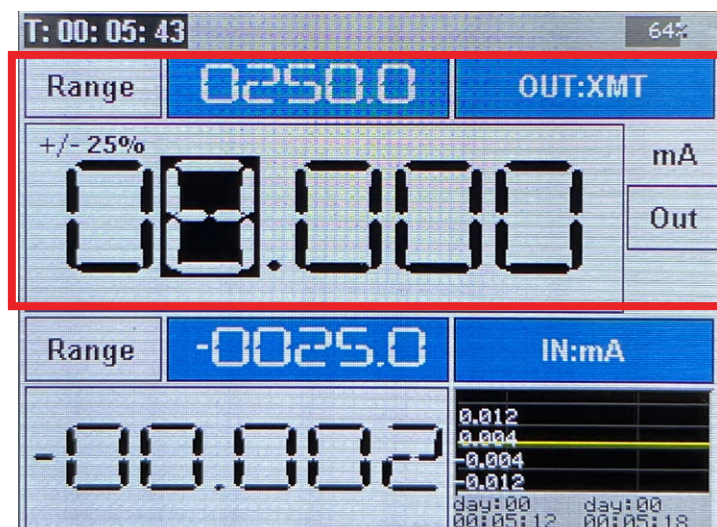 T: 00: 05: 43 64%
Range 0250.0 OUT:XMT
+/- 25% mA
08.000 Out
Range -0025.0 IN:mA
-00.002
0.012
0.004
-0.004
-0.012
day:00 day:00
00:05:12 00:05:18